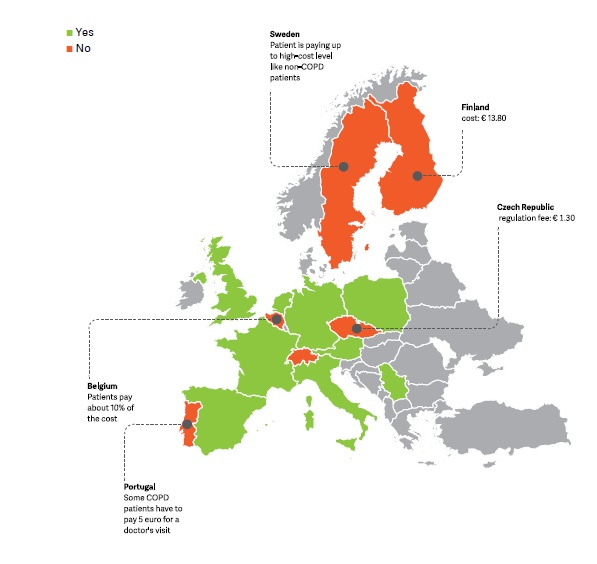 Yes
No
Sweden
Patient is paying up
to high-cost level
like non-COPD
patients
Finland
cost: € 13.80
Czech Republic
regulation fee: € 1.30
Belgium
Patients pay
about 10% of
the cost
Portugal
Some COPD
patients have to
pay 5 euro for a
doctor's visit